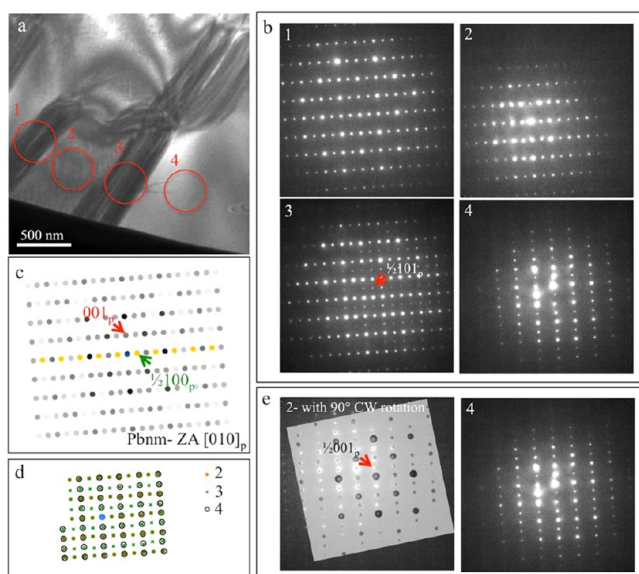 a
1
2
3
4
500 nm
b
1
2
3
½101p
4
c
001p
½100p
Pbnm- ZA [010]p
d
2
3
4
e
2- with 90° CW rotation
½001p
4